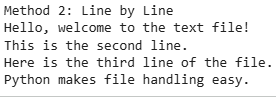 Method 2: Line by Line
Hello, welcome to the text file!
This is the second line.
Here is the third line of the file.
Python makes file handling easy.